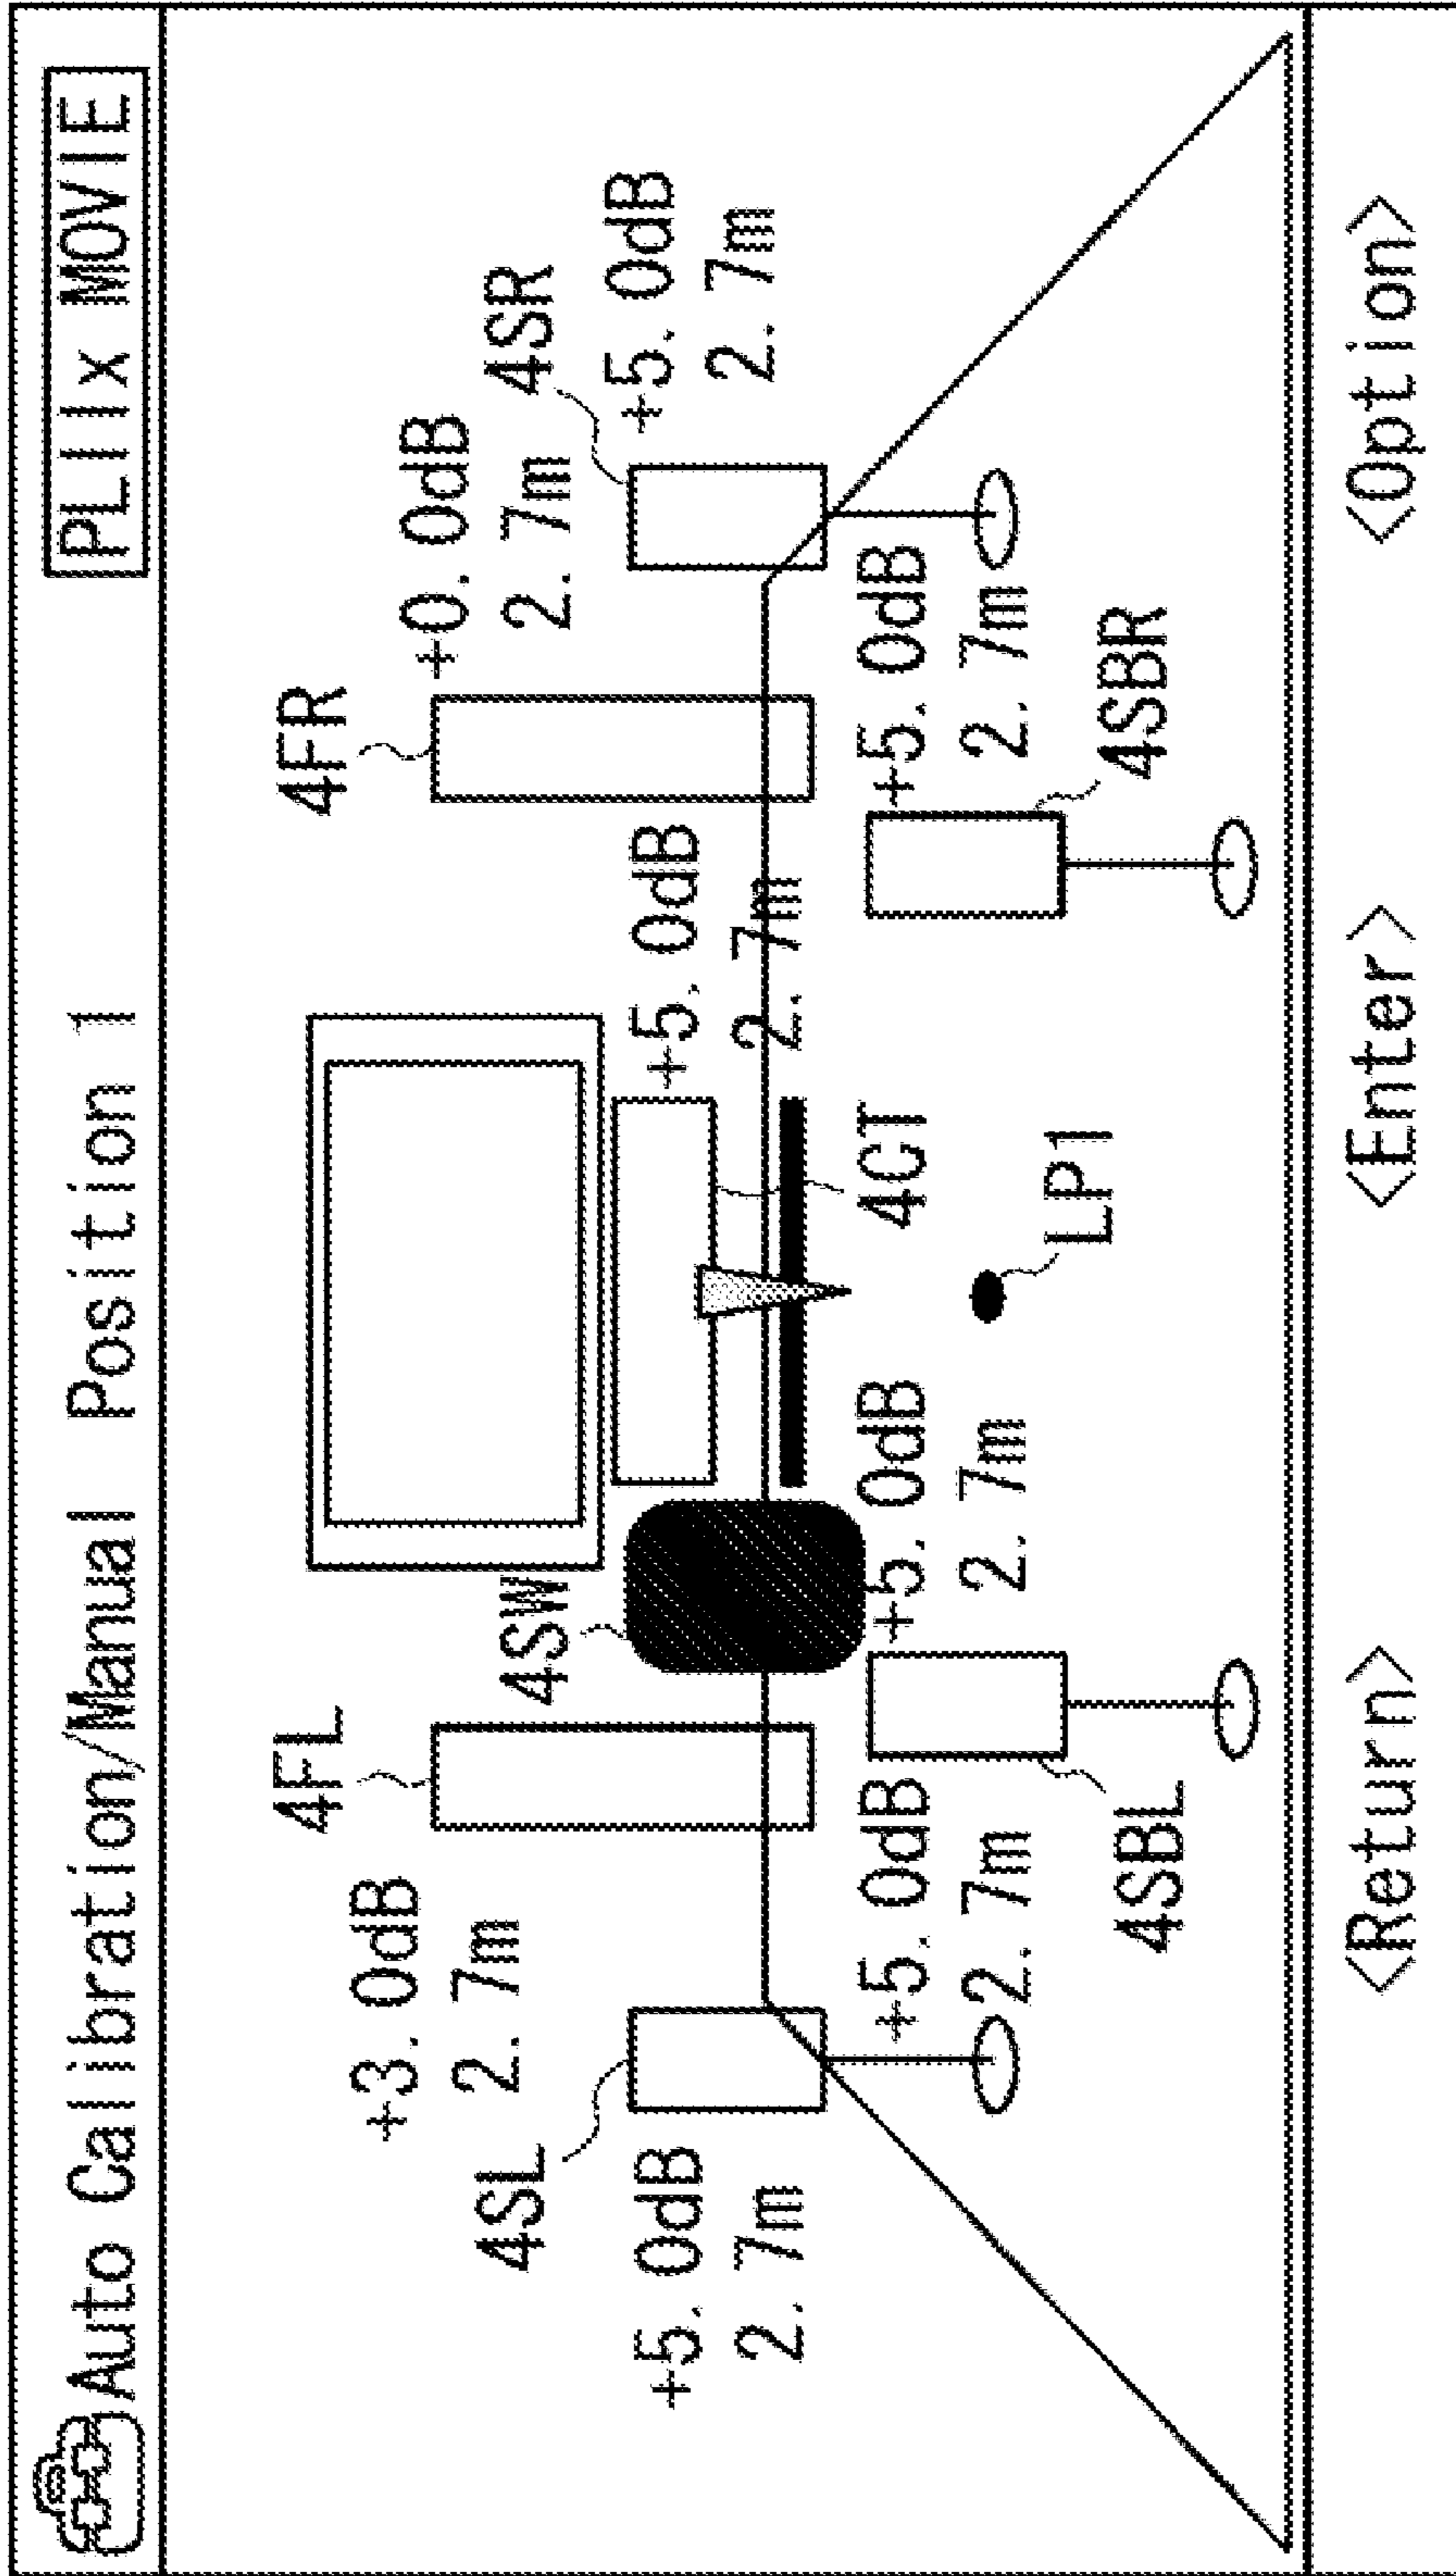 Auto Calibration/Manual Position 1
PLIIx MOVIE
4FL
4FR
+3. 0dB
2. 7m
+0. 0dB
2. 7m
4SL
4SW
4SR
+5. 0dB
2. 7m
+5. 0dB
2. 7m
+5. 0dB
2. 7m
+5. 0dB
2. 7m
+5. 0dB
2. 7m
4CT
+5. 0dB
2. 7m
4SBL
LP1
4SBR
<Return>
<Enter>
<Option>